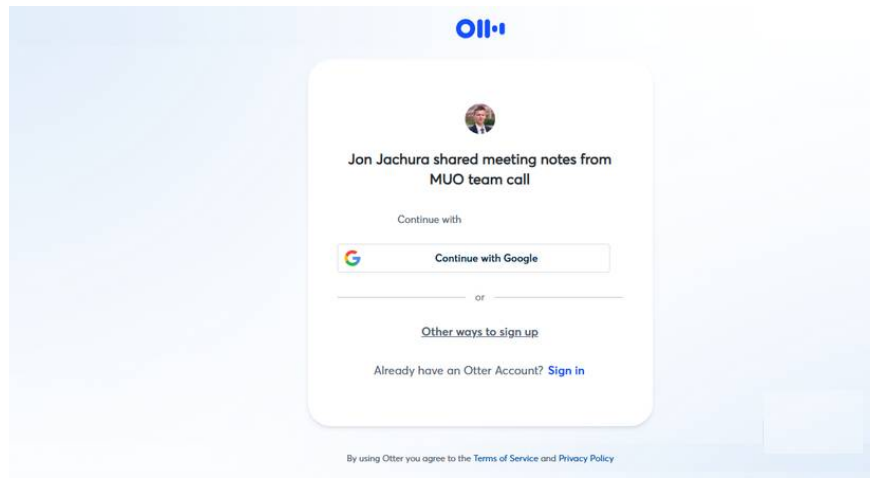 Jon Jachura shared meeting notes from
MUO team call
Continue with
Continue with Google
or
Other ways to sign up
Already have an Otter Account? Sign in
By using Otter you agree to the Terms of Service and Privacy Policy